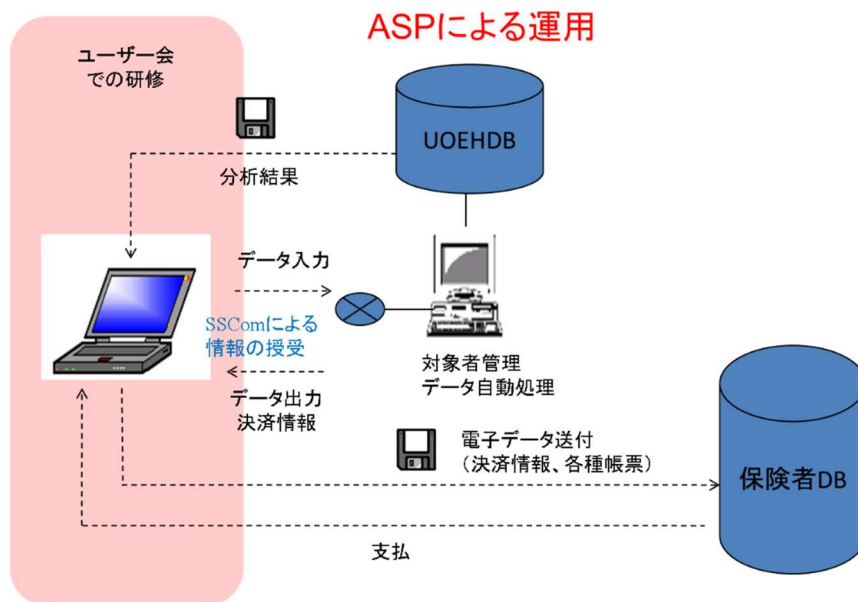 ASPによる運用
ユーザー会
での研修
UOEHDB
分析結果
データ入力
SSComによる
情報の授受
対象者管理
データ自動処理
データ出力
決済情報
電子データ送付
（決済情報、各種帳票）
保険者DB
支払